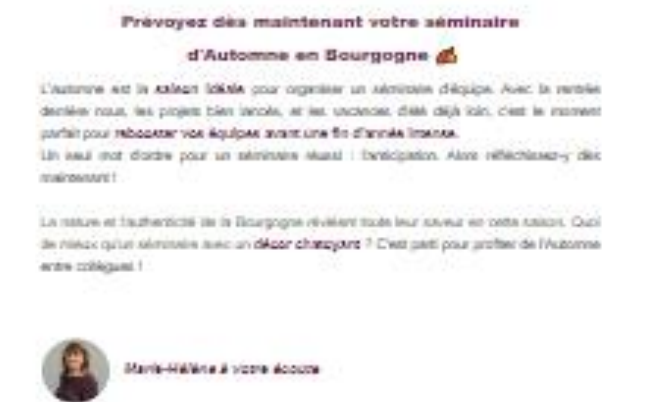 Prévoyez dès maintenant votre séminaire
d'Automne en Bourgogne 🍂
L'automne est la saison idéale pour organiser un séminaire d'équipe. Avec la rentrée
derrière nous, les projets bien lancés, et les vacances d'été déjà loin, c'est le moment
parfait pour rebooster vos équipes avant une fin d'année intense.
Un seul mot d'ordre pour un séminaire réussi : l'anticipation. Alors réfléchissez-y dès
maintenant !
La nature et l'authenticité de la Bourgogne révèlent toute leur saveur en cette saison. Quoi
de mieux qu'un séminaire avec un décor chatoyant ? C'est parti pour profiter de l'Automne
entre collègues !
Marie-Hélène à votre écoute